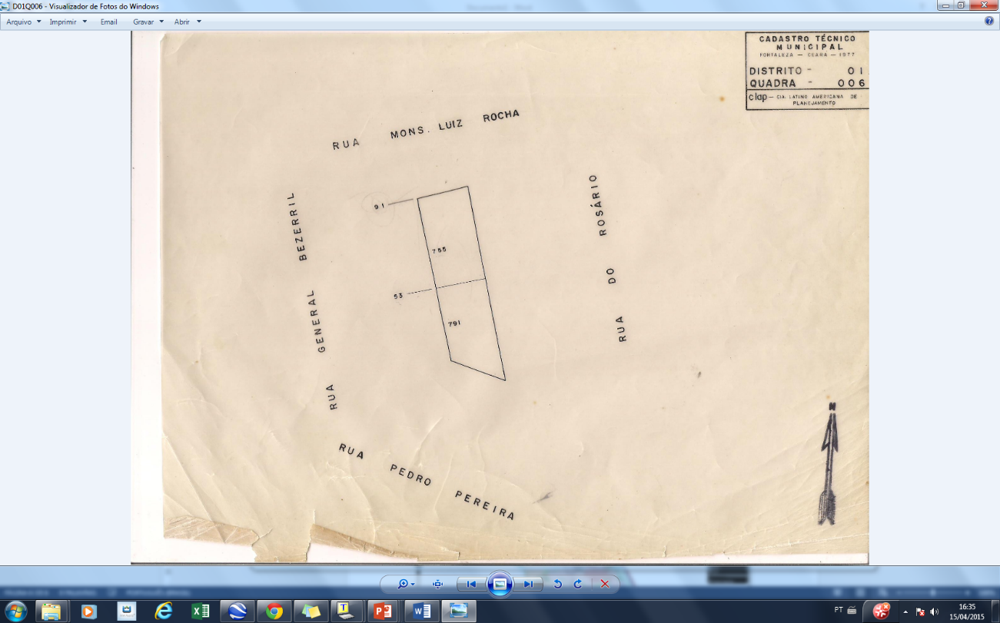 D01Q006 - Visualizador de Fotos do Windows
Arquivo Imprimir Email Gravar Abrir
CADASTRO TÉCNICO
MUNICIPAL
FORTALEZA — CEARA — 1977
DISTRITO - 01
QUADRA - 006
clap — CIA. LATINO AMERICANA DE
PLANEJAMENTO
RUA MONS. LUIZ ROCHA
RUA GENERAL BEZERRIL
RUA DO ROSÁRIO
91
755
53
791
RUA PEDRO PEREIRA
N
PT
16:35
15/04/2015